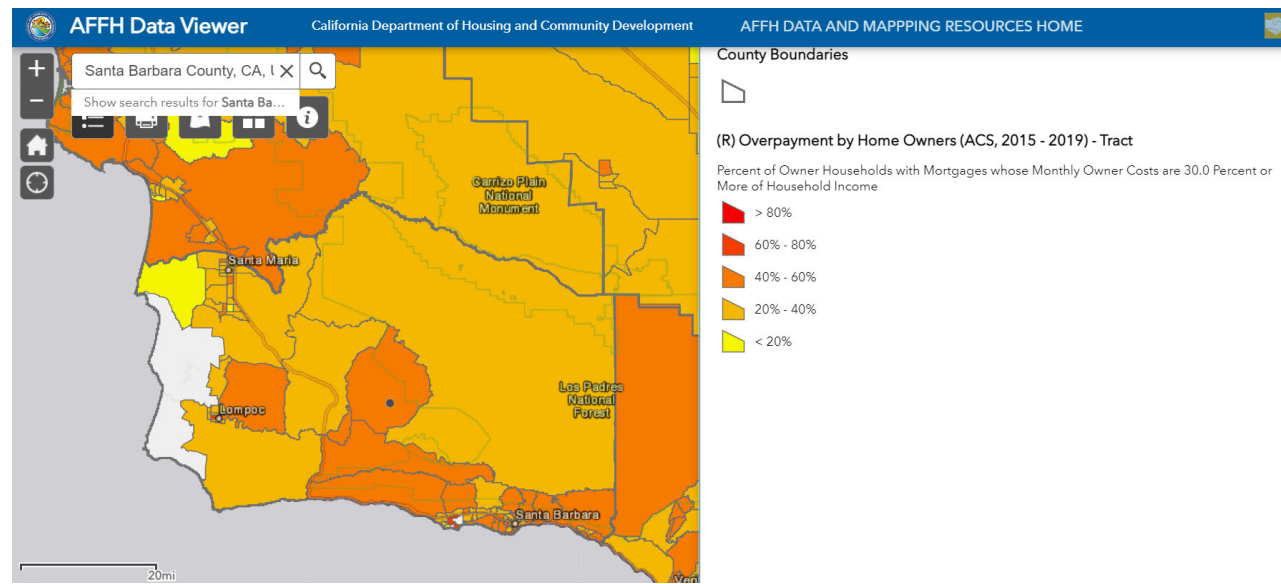 AFFH Data Viewer
California Department of Housing and Community Development
AFFH DATA AND MAPPPING RESOURCES HOME
+
Santa Barbara County, CA, U
−
Show search results for Santa Ba...
i
Carrizo Plain
National
Monument
Santa Maria
Los Padres
National
Forest
Lompoc
Santa Barbara
Ven
20mi
County Boundaries
(R) Overpayment by Home Owners (ACS, 2015 - 2019) - Tract
Percent of Owner Households with Mortgages whose Monthly Owner Costs are 30.0 Percent or
More of Household Income
> 80%
60% - 80%
40% - 60%
20% - 40%
< 20%